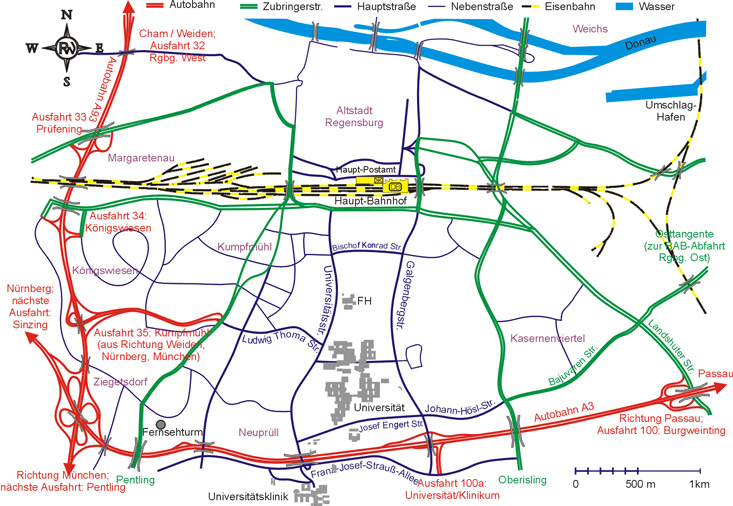 Autobahn
Zubringerstr.
Hauptstraße
Nebenstraße
Eisenbahn
Wasser
N
W
RW
E
S
Cham / Weiden;
Ausfahrt 32
Rgbg. West
Weichs
Donau
Autobahn A93
Umschlag-
Hafen
Altstadt
Regensburg
Ausfahrt 33
Prüfening
Margaretenau
Haupt-Postamt
Haupt-Bahnhof
Ausfahrt 34:
Königswiesen
Osttangente
(zur BAB-Abfahrt
Rgbg. Ost)
Kumpfmühl
Bischof Konrad Str.
Königswiesen
Nürnberg;
nächste
Ausfahrt:
Sinzing
Universitätsstr.
Galgenbergstr.
FH
Ausfahrt 35: Kumpfmühl
(aus Richtung Weiden,
Nürnberg, München)
Ludwig Thoma Str.
Kasernenviertel
Landshuter Str.
Bajuvaren Str.
Passau
Ziegetsdorf
Universität
Johann-Hösl-Str.
Autobahn A3
Richtung Passau;
Ausfahrt 100: Burgweinting
Fernsehturm
Neuprüll
Josef Engert Str.
Richtung München;
nächste Ausfahrt: Pentling
Pentling
Franz-Josef-Strauß-Allee
Ausfahrt 100a:
Universität/Klinikum
Oberisling
Universitätsklinik
0
500 m
1km